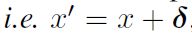 i.e. x′ = x + δ.